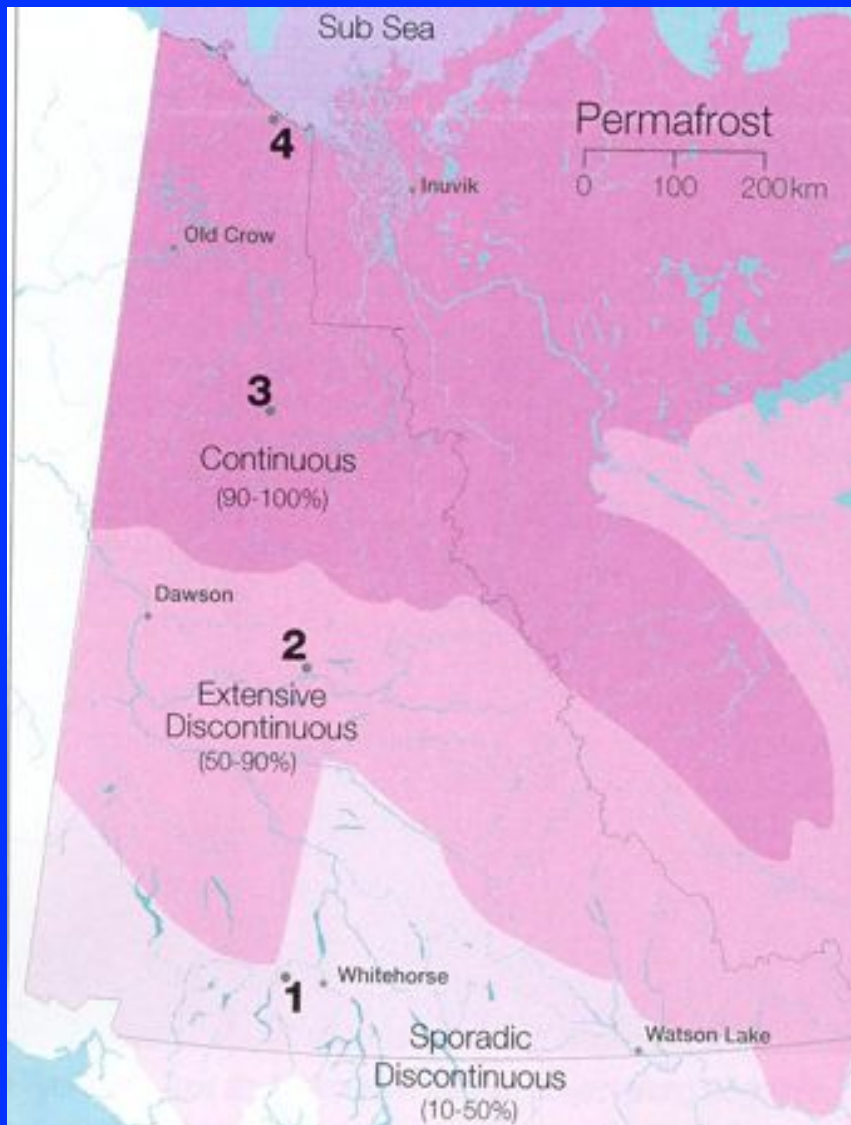 Sub Sea
Permafrost
0 100 200km
4
Inuvik
Old Crow
3
Continuous
(90-100%)
Dawson
2
Extensive
Discontinuous
(50-90%)
1
Whitehorse
Sporadic
Watson Lake
Discontinuous
(10-50%)